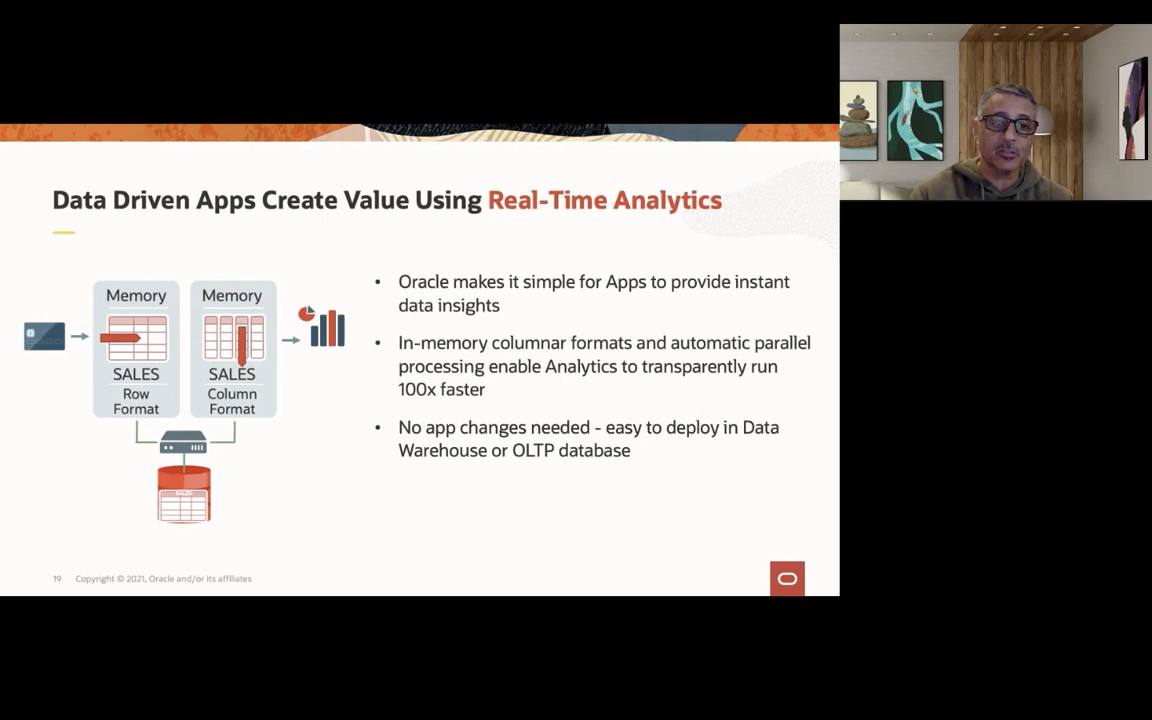 Data Driven Apps Create Value Using Real-Time Analytics
Memory
Memory
SALES
SALES
Row
Format
Column
Format
SALES
• Oracle makes it simple for Apps to provide instant
data insights
• In-memory columnar formats and automatic parallel
processing enable Analytics to transparently run
100x faster
• No app changes needed - easy to deploy in Data
Warehouse or OLTP database
19 Copyright © 2021, Oracle and/or its affiliates